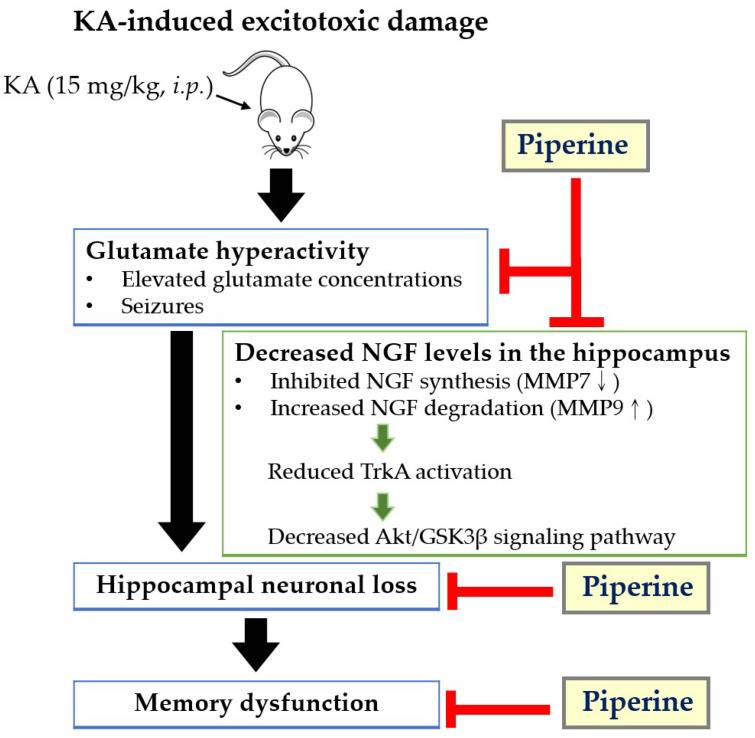 KA-induced excitotoxic damage
KA (15 mg/kg, i.p.)
Piperine
Glutamate hyperactivity
• Elevated glutamate concentrations
• Seizures
Decreased NGF levels in the hippocampus
• Inhibited NGF synthesis (MMP7 ↓)
• Increased NGF degradation (MMP9 ↑)
Reduced TrkA activation
Decreased Akt/GSK3β signaling pathway
Hippocampal neuronal loss
Piperine
Memory dysfunction
Piperine